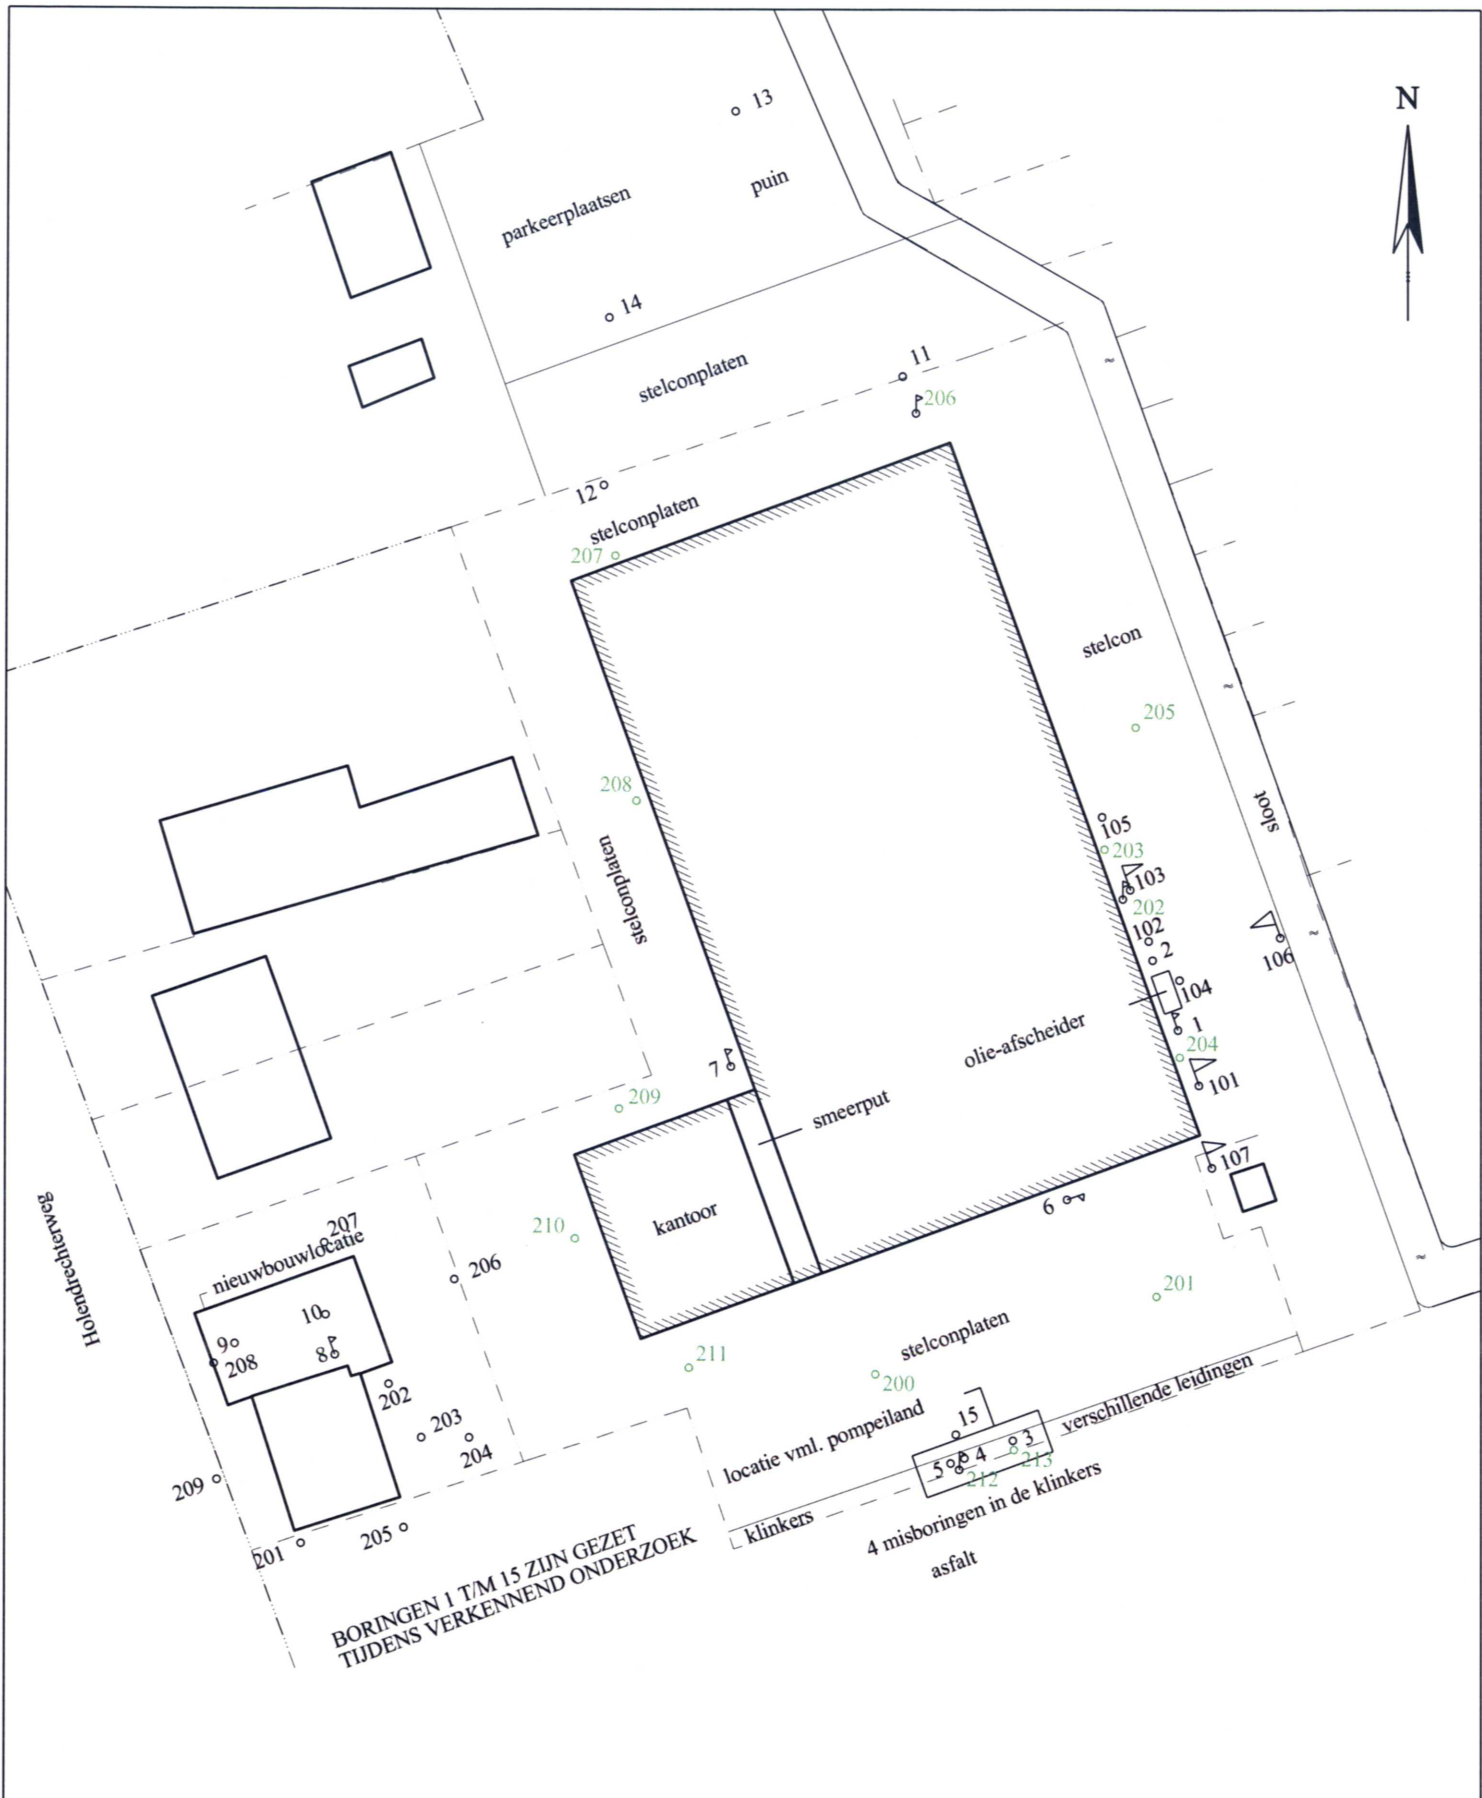 N
13
puin
parkeerplaatsen
14
stelconplaten
11
206
12
stelconplaten
207
stelcon
205
208
stelconplaten
105
203
103
202
102
2
106
104
1
olie-afscheider
204
101
sloot
7
209
smeerput
107
6
kantoor
210
Holendrechterweg
207
nieuwbouwlocatie
206
10
9
208
8
201
stelconplaten
211
200
202
203
204
209
205
201
locatie vml. pompeiland
15
verschillende leidingen
3
4
5
213
212
klinkers
4 misboringen in de klinkers
asfalt
BORINGEN 1 T/M 15 ZIJN GEZET
TIJDENS VERKENNEND ONDERZOEK